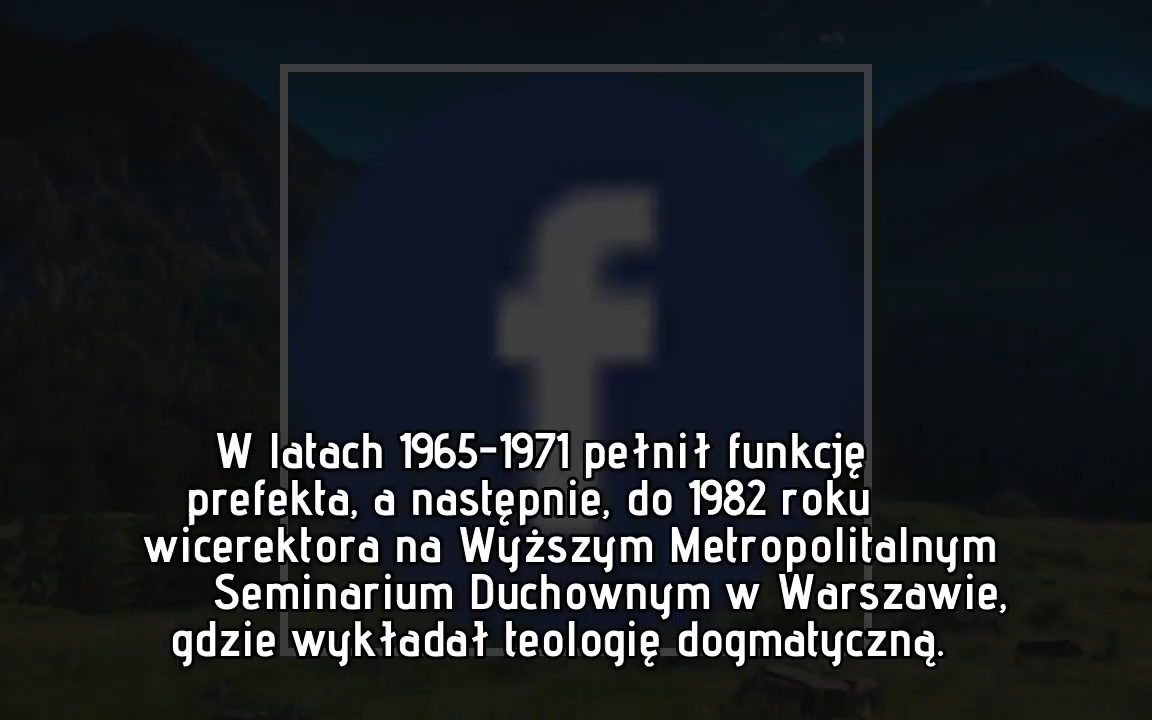 W latach 1965-1971 pełnił funkcję
prefekta, a następnie, do 1982 roku
wicerektora na Wyższym Metropolitalnym
Seminarium Duchownym w Warszawie,
gdzie wykładał teologię dogmatyczną.